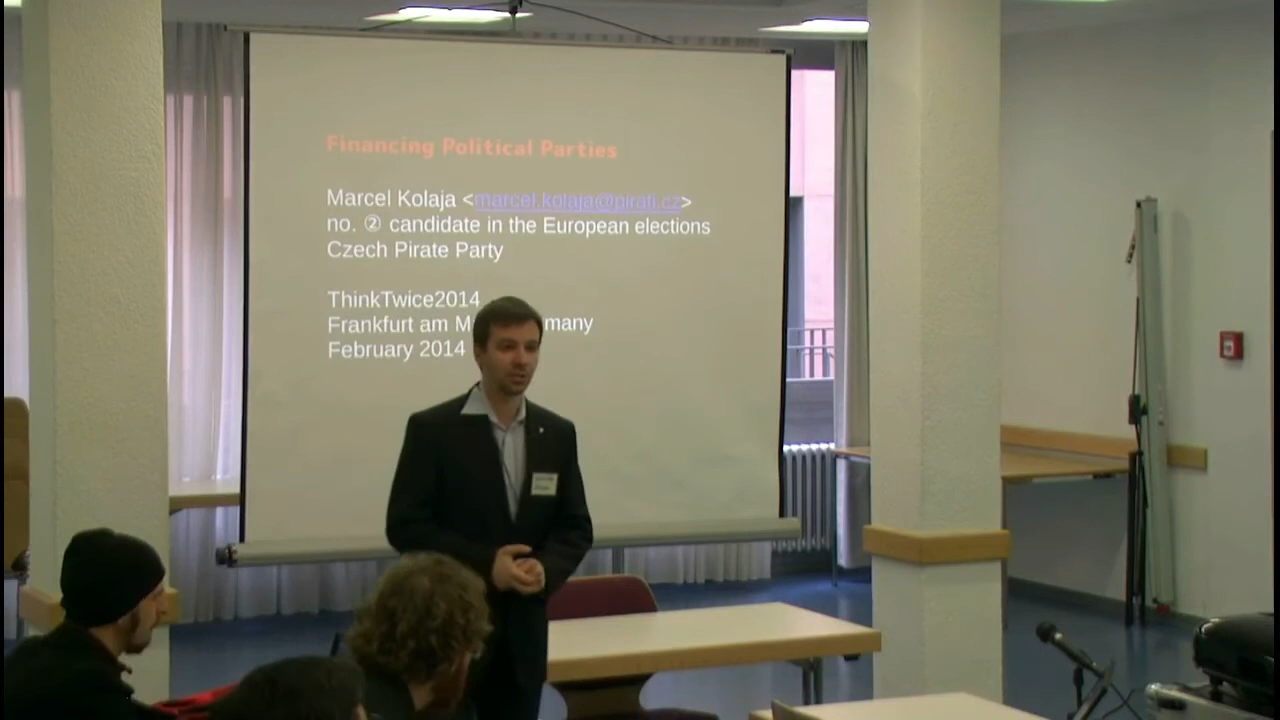 Financing Political Parties
Marcel Kolaja <marcel.kolaja@pirati.cz>
no. ② candidate in the European elections
Czech Pirate Party
ThinkTwice2014
Frankfurt am M many
February 2014